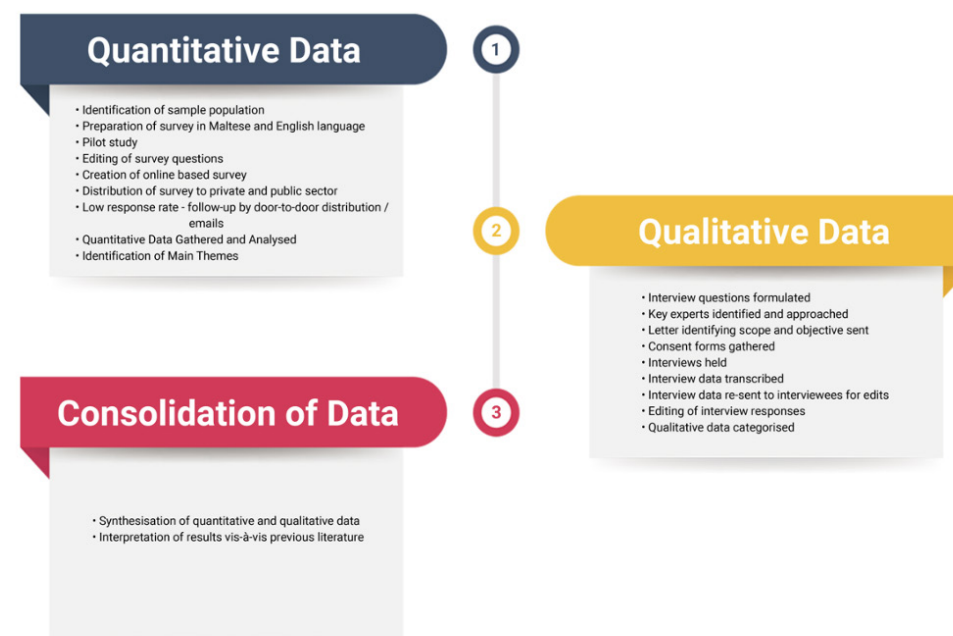 Quantitative Data
1
• Identification of sample population
• Preparation of survey in Maltese and English language
• Pilot study
• Editing of survey questions
• Creation of online based survey
• Distribution of survey to private and public sector
• Low response rate - follow-up by door-to-door distribution /
emails
• Quantitative Data Gathered and Analysed
• Identification of Main Themes
2
Qualitative Data
• Interview questions formulated
• Key experts identified and approached
• Letter identifying scope and objective sent
• Consent forms gathered
• Interviews held
• Interview data transcribed
• Interview data re-sent to interviewees for edits
• Editing of interview responses
• Qualitative data categorised
Consolidation of Data
3
• Synthesisation of quantitative and qualitative data
• Interpretation of results vis-à-vis previous literature